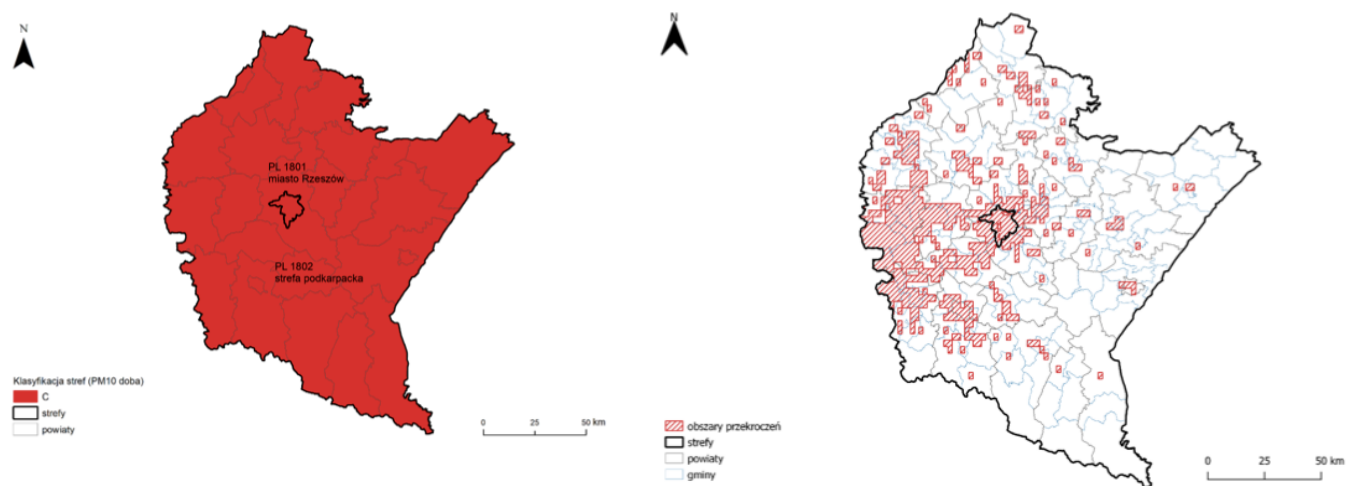 N
PL 1801
miasto Rzeszów
PL 1802
strefa podkarpacka
Klasyfikacja stref (PM10 doba)
C
strefy
powiaty
0 25 50 km
N
obszary przekroczeń
strefy
powiaty
gminy
0 25 50 km